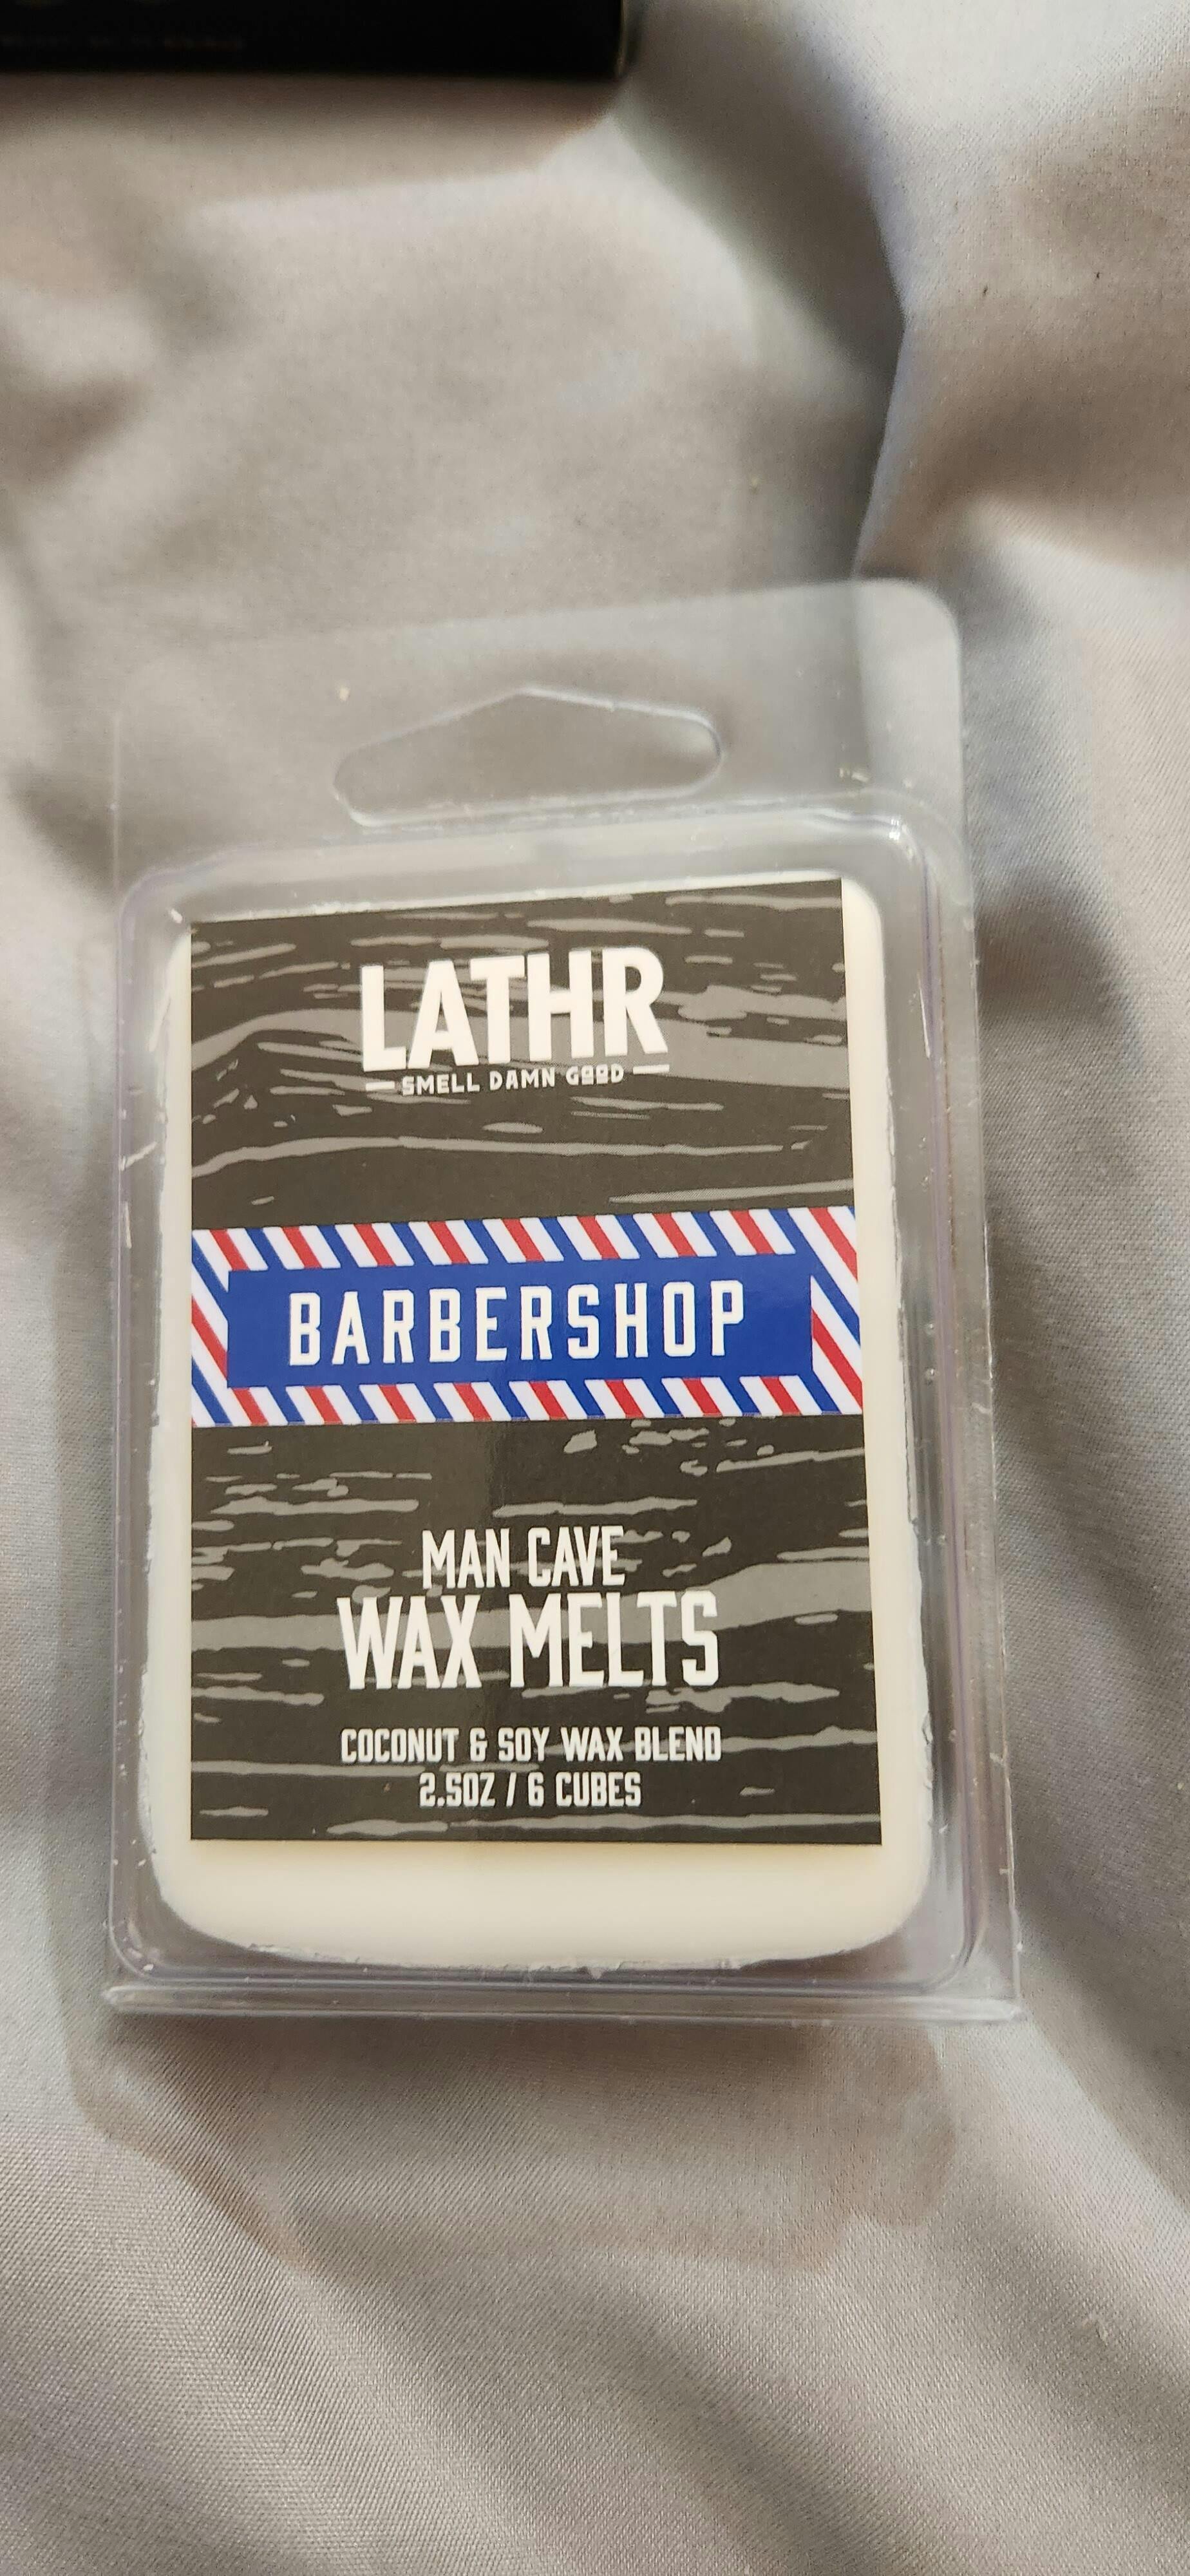 LATHR
SMELL DAMN GOOD
BARBERSHOP
MAN CAVE
WAX MELTS
COCONUT & SOY WAX BLEND
2.5OZ / 6 CUBES